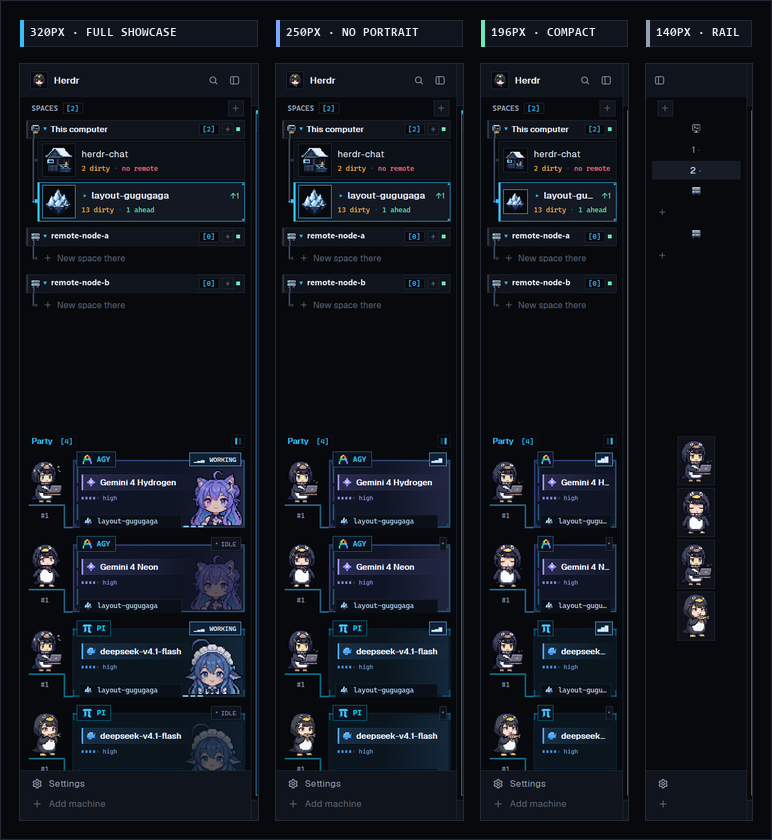 320PX · FULL SHOWCASE
Herdr
SPACES [2] +
This computer [2]
herdr-chat
2 dirty · no remote
layout-gugugaga ↑1
13 dirty · 1 ahead
remote-node-a [0] +
+ New space there
remote-node-b [0] +
+ New space there
Party [4]
AGY WORKING
Gemini 4 Hydrogen
high
#1 layout-gugugaga
AGY · IDLE
Gemini 4 Neon
high
#1 layout-gugugaga
π PI WORKING
deepseek-v4.1-flash
high
#1 layout-gugugaga
π PI · IDLE
deepseek-v4.1-flash
high
Settings
+ Add machine
250PX · NO PORTRAIT
Herdr
SPACES [2] +
This computer [2]
herdr-chat
2 dirty · no remote
layout-gugugaga ↑1
13 dirty · 1 ahead
remote-node-a [0] +
+ New space there
remote-node-b [0] +
+ New space there
Party [4]
AGY
Gemini 4 Hydrogen
high
#1 layout-gugugaga
AGY
Gemini 4 Neon
high
#1 layout-gugugaga
π PI
deepseek-v4.1-flash
high
#1 layout-gugugaga
π PI
deepseek-v4.1-flash
high
Settings
+ Add machine
196PX · COMPACT
Herdr
SPACES [2] +
This computer [2]
herdr-chat
2 dirty · no remote
layout-gu… ↑1
13 dirty · 1 ahead
remote-node-a [0] +
+ New space there
remote-node-b [0] +
+ New space there
Party [4]
Gemini 4 H…
high
#1 layout-gugu…
Gemini 4 N…
high
#1 layout-gugu…
π
deepseek…
high
#1 layout-gugu…
π
deepseek…
high
Settings
+ Add machine
140PX · RAIL
+
1 ·
2 ·
+
+
+